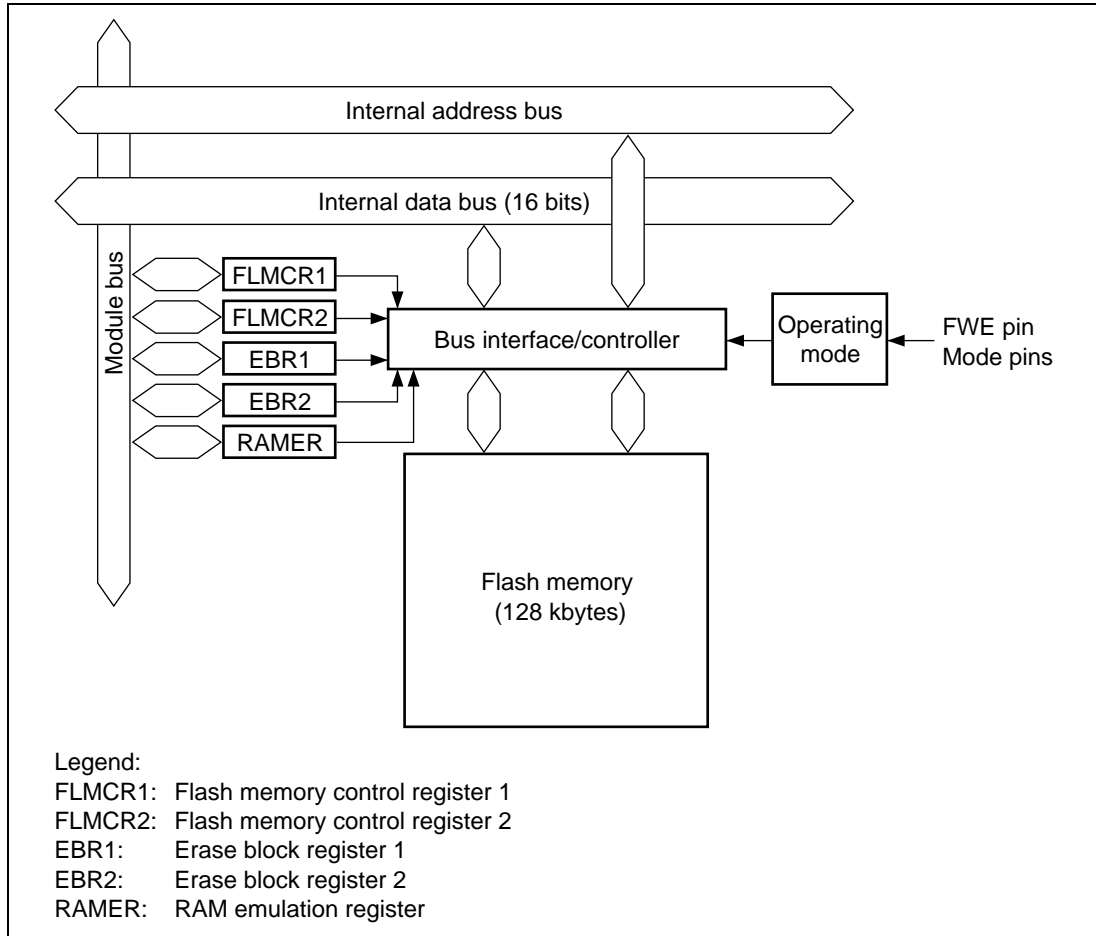 Internal address bus
Internal data bus (16 bits)
Module bus
FLMCR1
FLMCR2
EBR1
EBR2
RAMER
Bus interface/controller
Operating
mode
FWE pin
Mode pins
Flash memory
(128 kbytes)
Legend:
FLMCR1: Flash memory control register 1
FLMCR2: Flash memory control register 2
EBR1: Erase block register 1
EBR2: Erase block register 2
RAMER: RAM emulation register